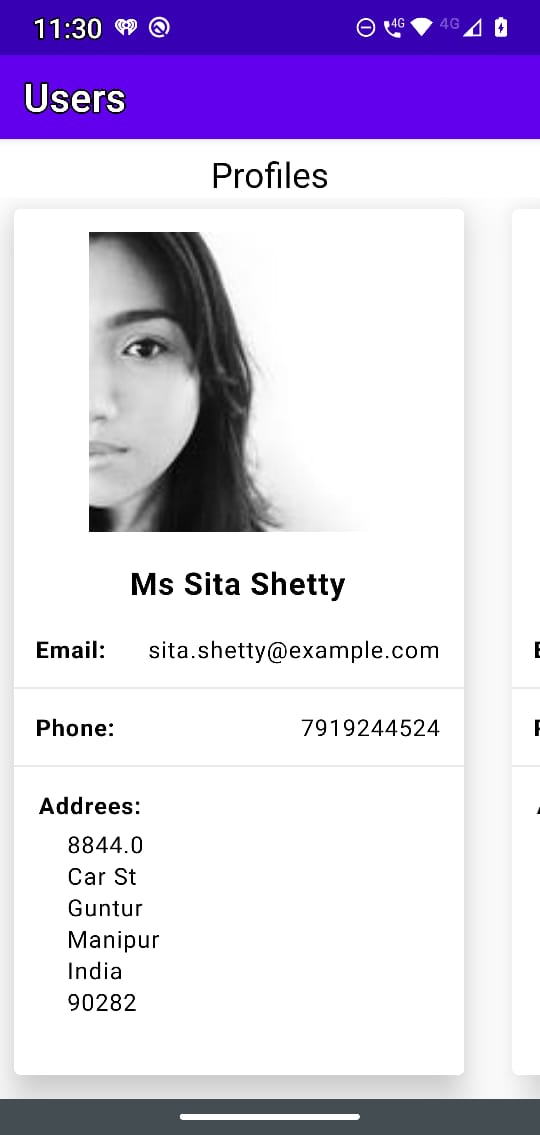 11:30 4G 4G
Users
Profiles
Ms Sita Shetty
Email: sita.shetty@example.com
Phone: 7919244524
Addrees:
8844.0
Car St
Guntur
Manipur
India
90282